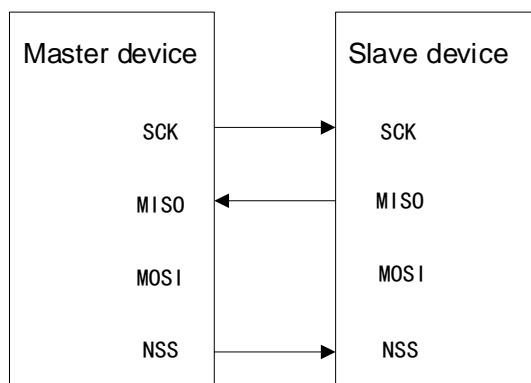 Master device
SCK
MISO
MOSI
NSS
Slave device
SCK
MISO
MOSI
NSS